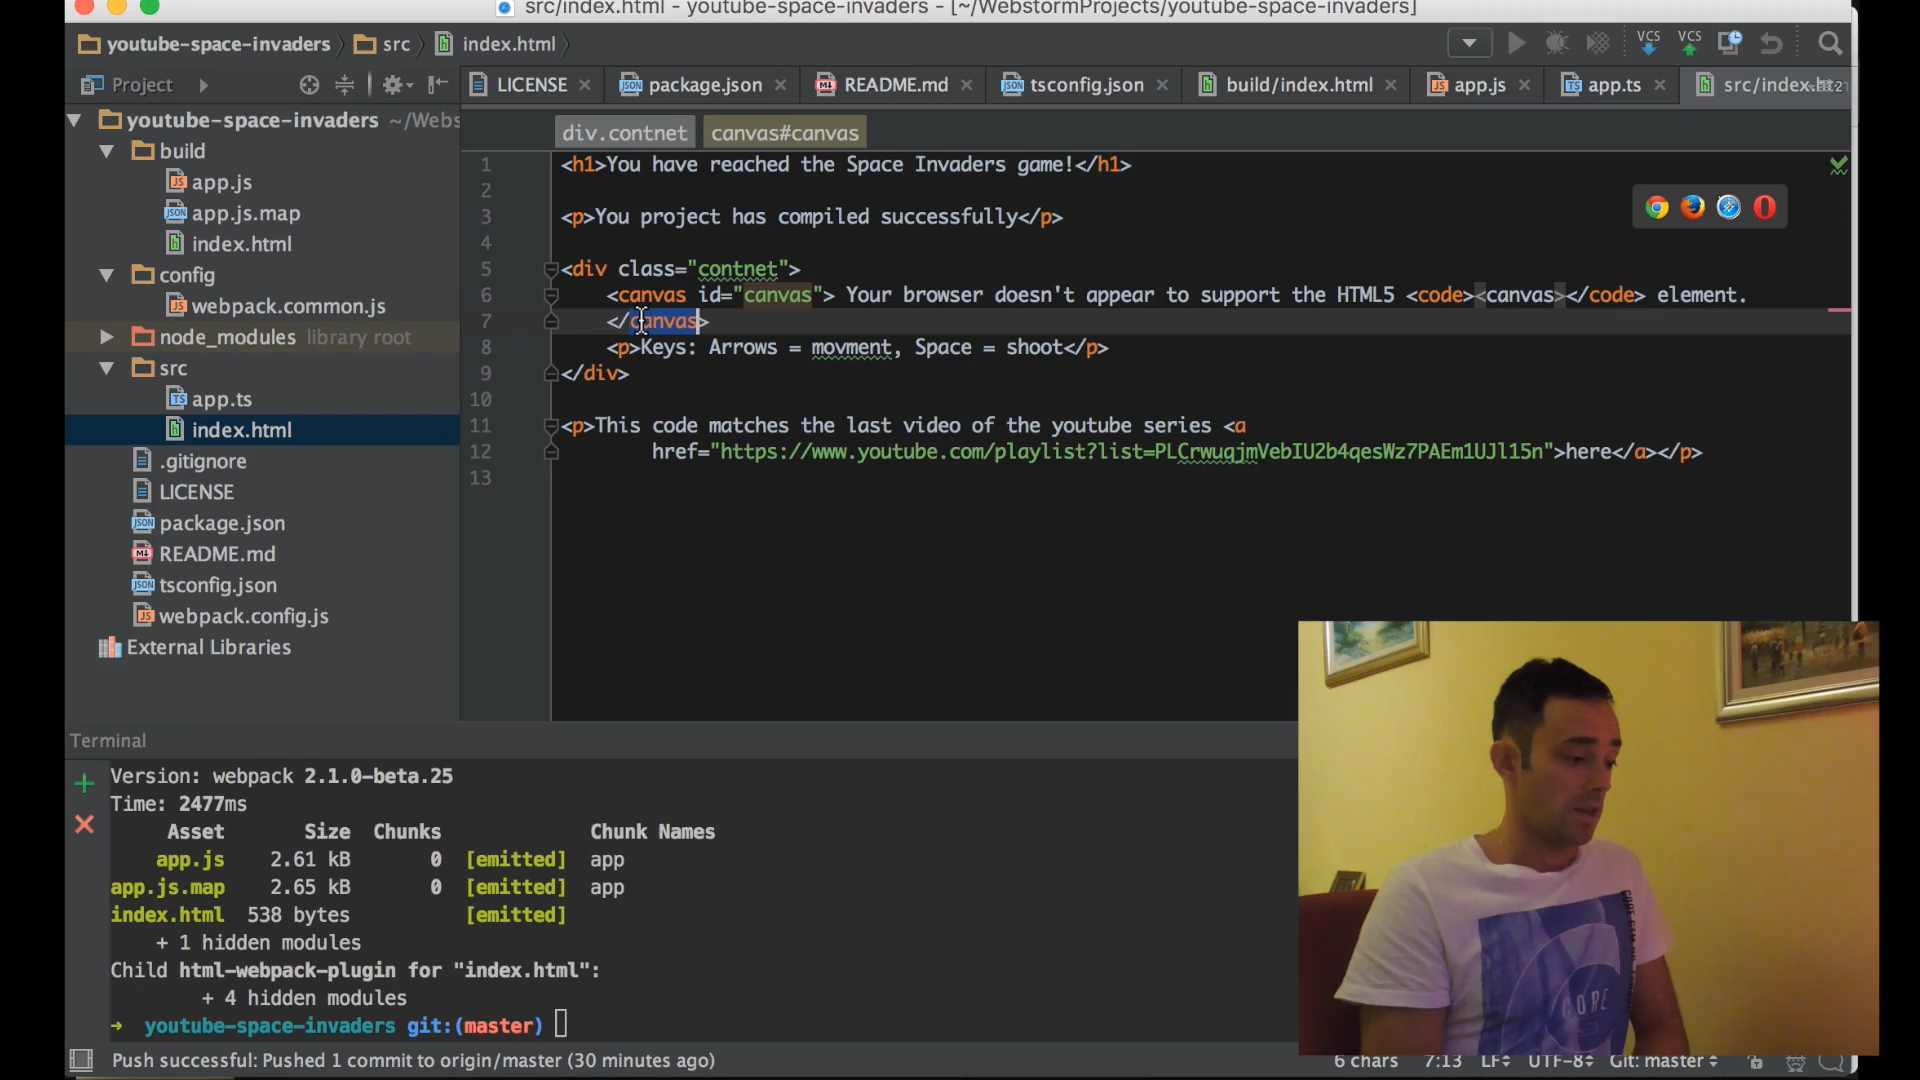 src/index.html - youtube-space-invaders - [~/WebstormProjects/youtube-space-invaders]
youtube-space-invaders src index.html
VCS VCS
Project
LICENSE package.json README.md tsconfig.json build/index.html app.js app.ts
youtube-space-invaders ~/Webs
build
app.js
app.js.map
index.html
config
webpack.common.js
node_modules library root
src
app.ts
index.html
.gitignore
LICENSE
package.json
README.md
tsconfig.json
webpack.config.js
External Libraries
div.contnet canvas#canvas
1 <h1>You have reached the Space Invaders game!</h1>
2
3 <p>You project has compiled successfully</p>
4
5 <div class="contnet">
6 <canvas id="canvas"> Your browser doesn't appear to support the HTML5 <code><canvas></code> element.
7 </canvas>
8 <p>Keys: Arrows = movment, Space = shoot</p>
9 </div>
10
11 <p>This code matches the last video of the youtube series <a
12 href="https://www.youtube.com/playlist?list=PLCrwuqjmVebIU2b4qesWz7PAEm1UJl15n">here</a></p>
13
Terminal
Version: webpack 2.1.0-beta.25
Time: 2477ms
Asset Size Chunks Chunk Names
app.js 2.61 kB 0 [emitted] app
app.js.map 2.65 kB 0 [emitted] app
index.html 538 bytes [emitted]
+ 1 hidden modules
Child html-webpack-plugin for "index.html":
+ 4 hidden modules
→ youtube-space-invaders git:(master)
Push successful: Pushed 1 commit to origin/master (30 minutes ago)
6 chars 7:13 LF UTF-8 Git: master
CORE